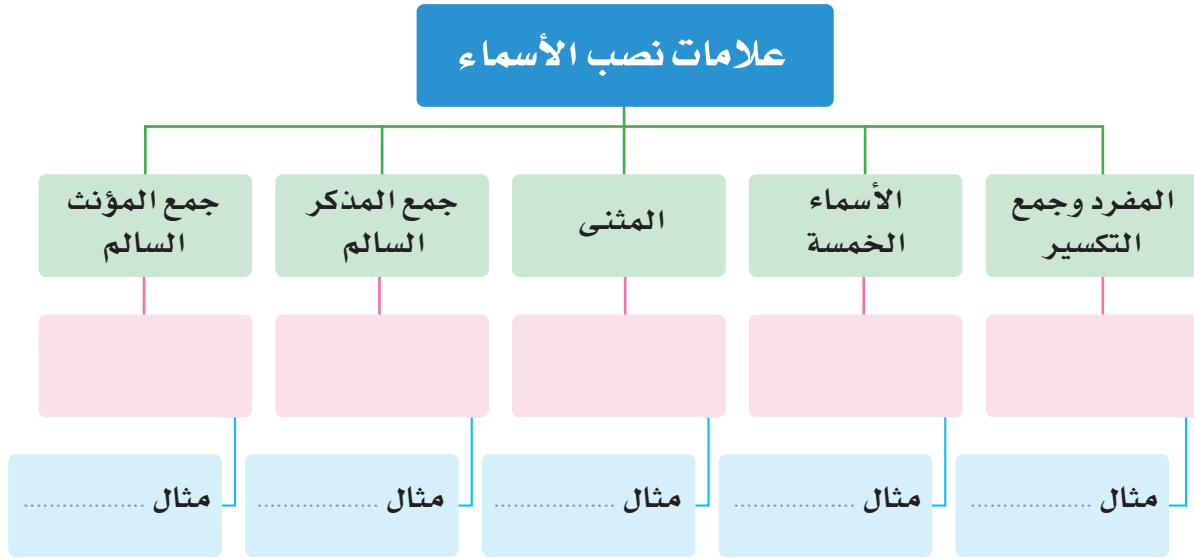 علامات نصب الأسماء
المفرد وجمع
التكسير
الأسماء
الخمسة
المثنى
جمع المذكر
السالم
جمع المؤنث
السالم
مثال ..................
مثال ..................
مثال ..................
مثال ..................
مثال ..................